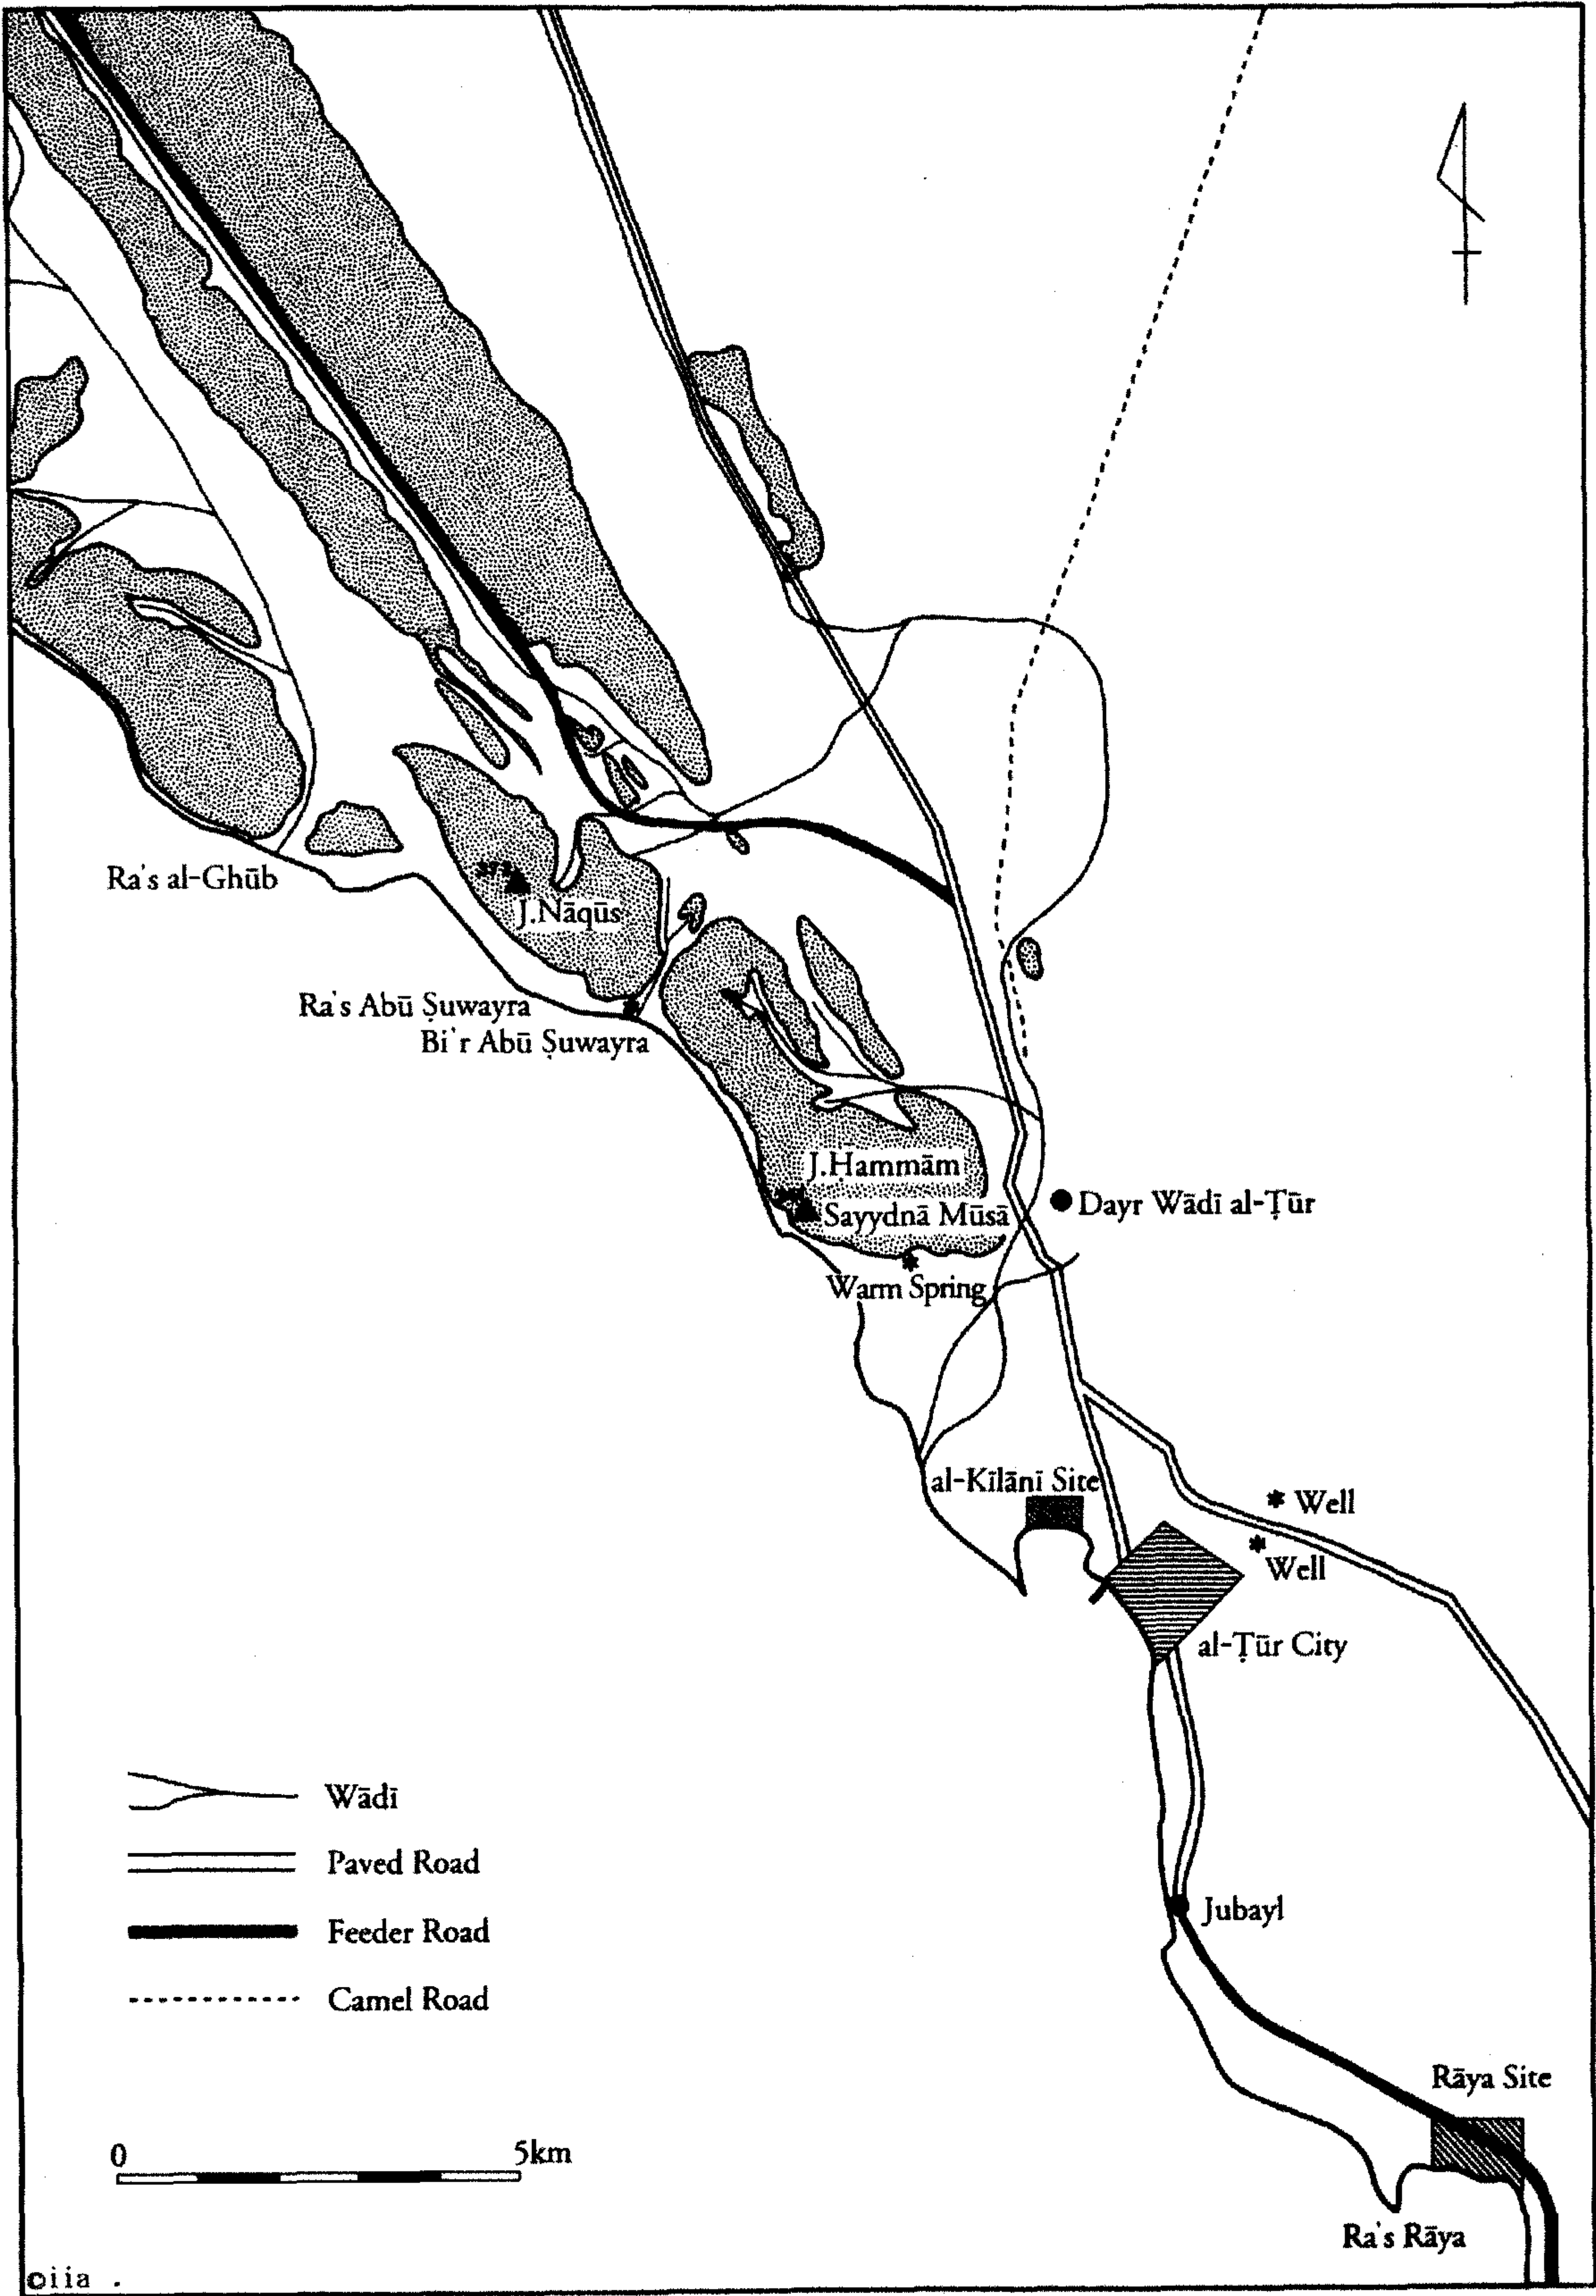 Ra's al-Ghūb
J.Nāqūs
Ra's Abū Ṣuwayra
Bi'r Abū Ṣuwayra
J.Ḥammām
Sayydnā Mūsā
Dayr Wādī al-Ṭūr
Warm Spring
al-Kīlānī Site
Well
Well
al-Ṭūr City
Wādī
Paved Road
Feeder Road
Camel Road
Jubayl
Rāya Site
0 5km
Ra's Rāya
©iia .